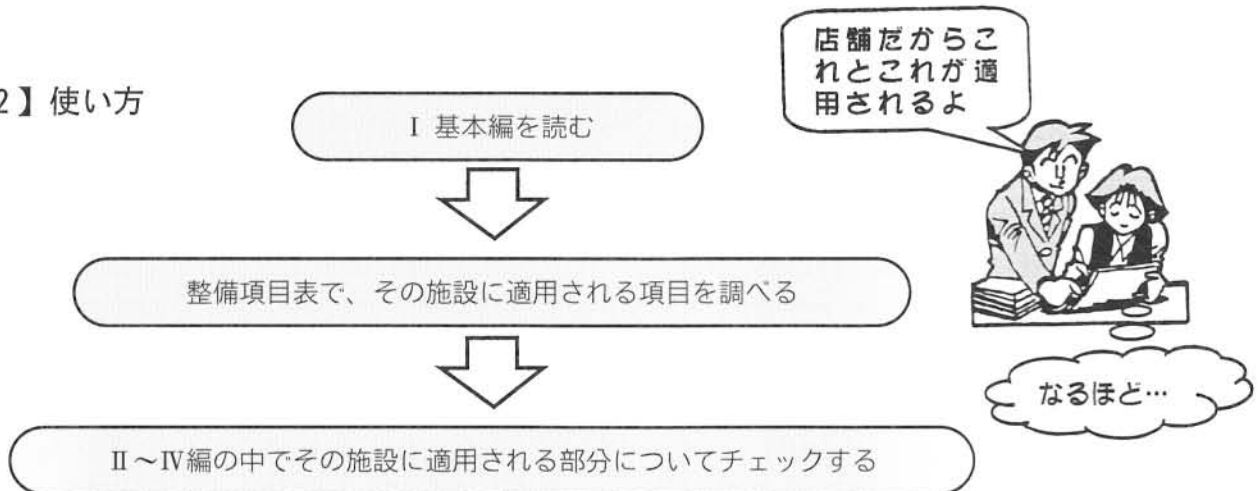 2】使い方
Ⅰ 基本編を読む
整備項目表で、その施設に適用される項目を調べる
Ⅱ～Ⅳ編の中でその施設に適用される部分についてチェックする
店舗だからこ
れとこれが適
用されるよ
なるほど…